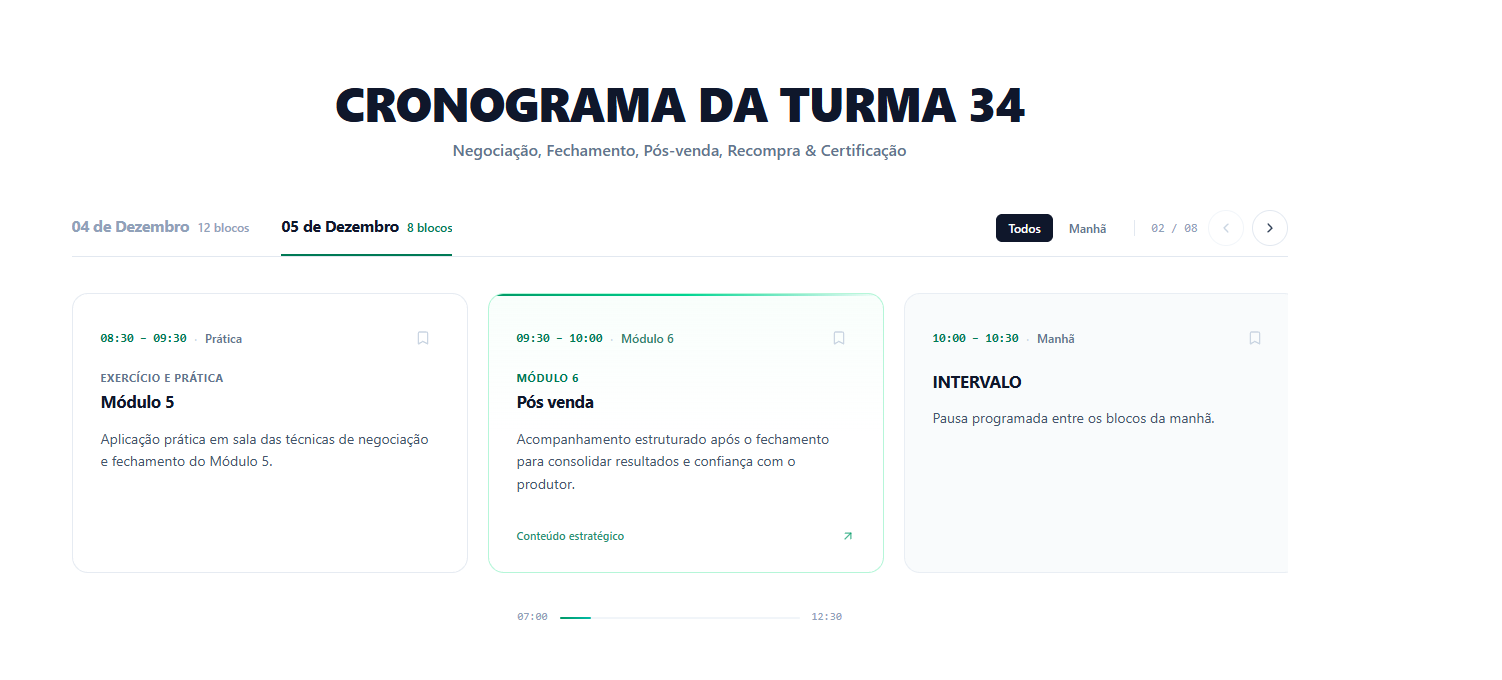 CRONOGRAMA DA TURMA 34
Negociação, Fechamento, Pós-venda, Recompra & Certificação
04 de Dezembro 12 blocos
05 de Dezembro 8 blocos
Todos
Manhã
02 / 08
08:30 - 09:30 · Prática
EXERCÍCIO E PRÁTICA
Módulo 5
Aplicação prática em sala das técnicas de negociação
e fechamento do Módulo 5.
09:30 - 10:00 · Módulo 6
MÓDULO 6
Pós venda
Acompanhamento estruturado após o fechamento
para consolidar resultados e confiança com o
produtor.
Conteúdo estratégico
10:00 - 10:30 · Manhã
INTERVALO
Pausa programada entre os blocos da manhã.
07:00
12:30